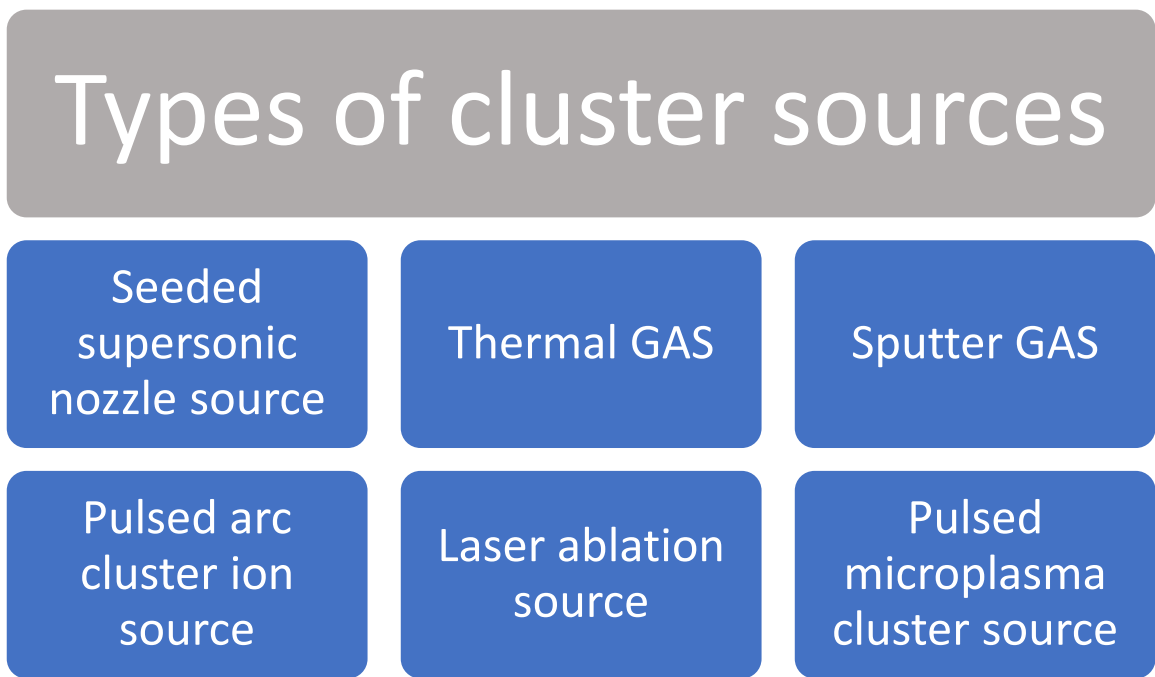 Types of cluster sources
Seeded
supersonic
nozzle source
Thermal GAS
Sputter GAS
Pulsed arc
cluster ion
source
Laser ablation
source
Pulsed
microplasma
cluster source